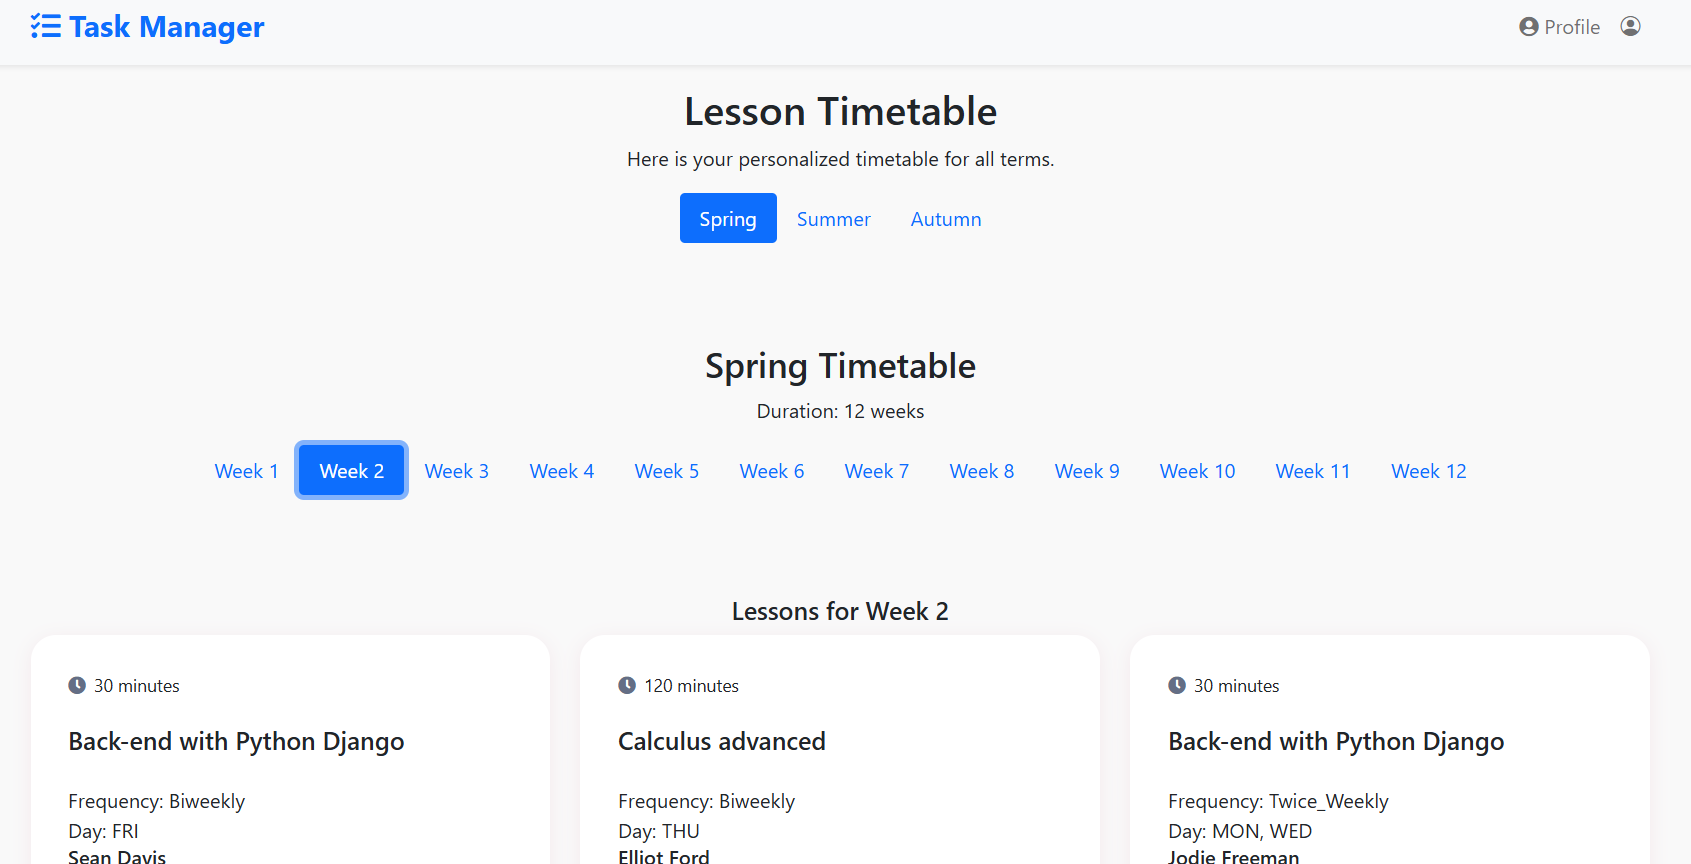 Task Manager
Profile
Lesson Timetable
Here is your personalized timetable for all terms.
Spring Summer Autumn
Spring Timetable
Duration: 12 weeks
Week 1 Week 2 Week 3 Week 4 Week 5 Week 6 Week 7 Week 8 Week 9 Week 10 Week 11 Week 12
Lessons for Week 2
30 minutes
Back-end with Python Django
Frequency: Biweekly
Day: FRI
Sean Davis
120 minutes
Calculus advanced
Frequency: Biweekly
Day: THU
Elliot Ford
30 minutes
Back-end with Python Django
Frequency: Twice_Weekly
Day: MON, WED
Jodie Freeman